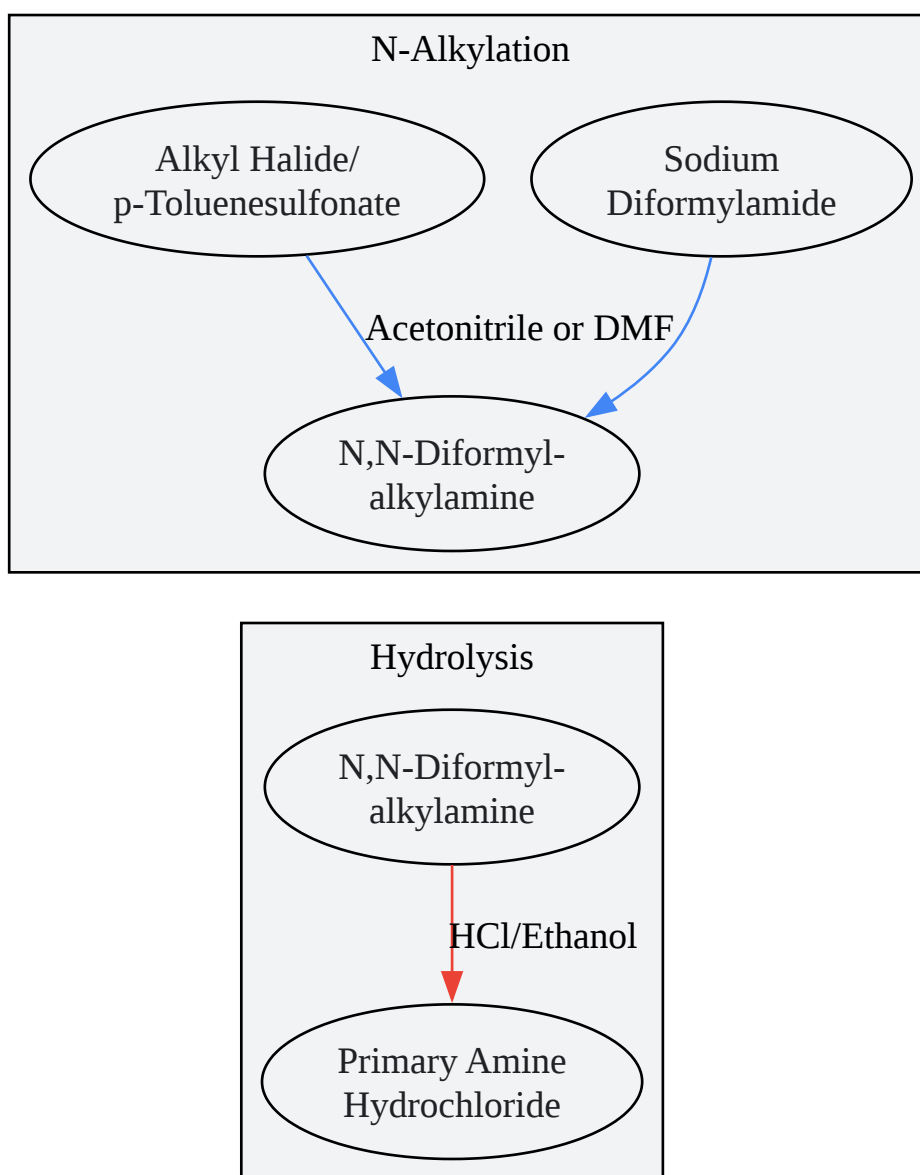 N-Alkylation
Alkyl Halide/
p-Toluenesulfonate
Sodium
Diformylamide
Acetonitrile or DMF
N,N-Diformyl-
alkylamine
Hydrolysis
N,N-Diformyl-
alkylamine
HCl/Ethanol
Primary Amine
Hydrochloride